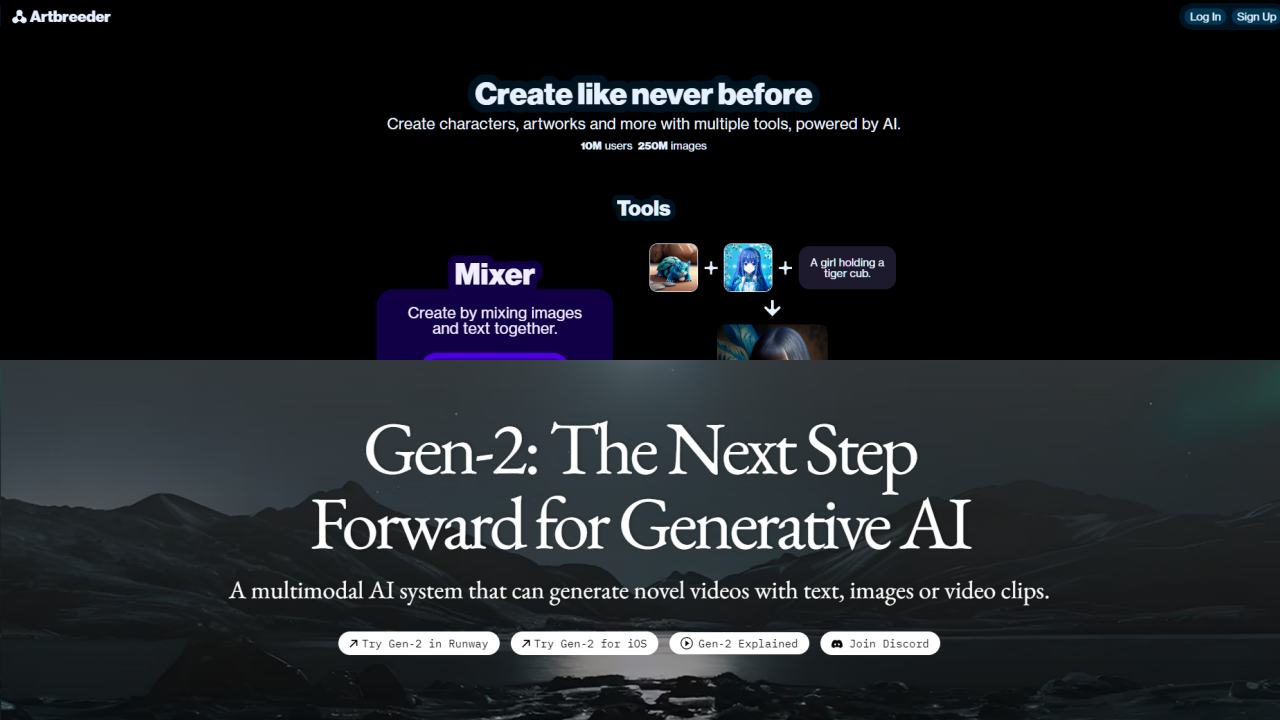 Artbreeder
Log In
Sign Up
Create like never before
Create characters, artworks and more with multiple tools, powered by AI.
10M users 250M images
Tools
Mixer
Create by mixing images
and text together.
+
+
A girl holding a
tiger cub.
Gen-2: The Next Step
Forward for Generative AI
A multimodal AI system that can generate novel videos with text, images or video clips.
Try Gen-2 in Runway
Try Gen-2 for iOS
Gen-2 Explained
Join Discord